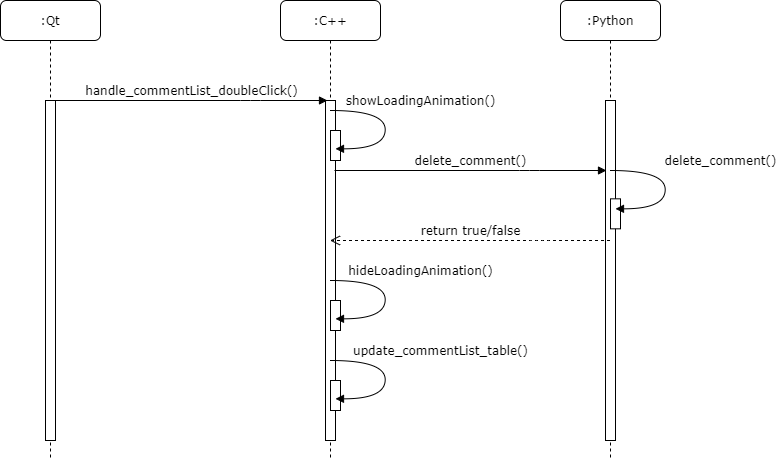 :Qt
:C++
:Python
handle_commentList_doubleClick()
showLoadingAnimation()
delete_comment()
delete_comment()
return true/false
hideLoadingAnimation()
update_commentList_table()